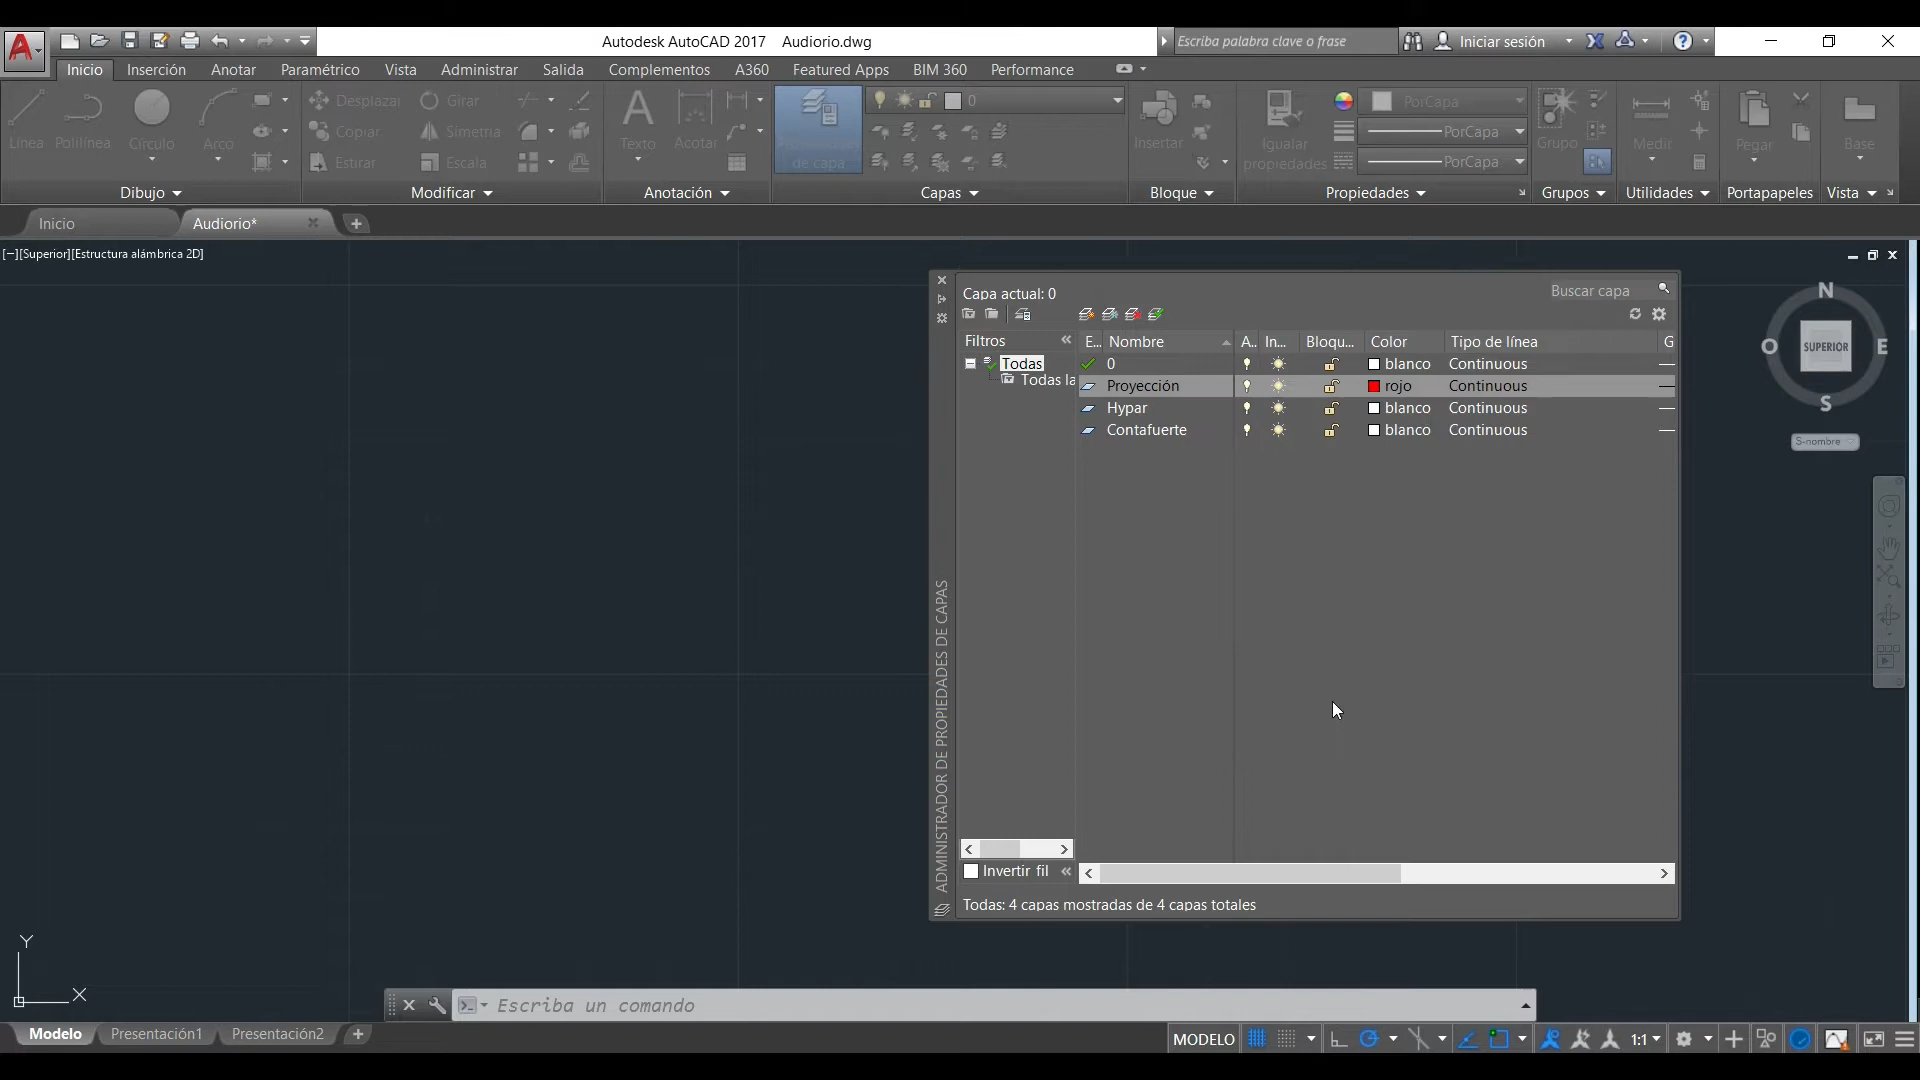 Autodesk AutoCAD 2017 Audiorio.dwg
Escriba palabra clave o frase
Iniciar sesión
Inicio Inserción Anotar Paramétrico Vista Administrar Salida Complementos A360 Featured Apps BIM 360 Performance
Línea Polilínea Círculo Arco
Desplazar Girar
Copiar Simetría
Estirar Escala
Texto Acotar
de capa
0
Insertar
Igualar
propiedades
PorCapa
PorCapa
PorCapa
Grupo
Medir
Pegar
Base
Dibujo Modificar Anotación Capas Bloque Propiedades Grupos Utilidades Portapapeles Vista
Inicio Audiorio*
[−][Superior][Estructura alámbrica 2D]
N
O SUPERIOR E
S
S-nombre
Capa actual: 0
Buscar capa
Filtros
Todas
Todas la
E.. Nombre A.. In... Bloqu... Color Tipo de línea G
0 blanco Continuous
Proyección rojo Continuous
Hypar blanco Continuous
Contafuerte blanco Continuous
ADMINISTRADOR DE PROPIEDADES DE CAPAS
Invertir fil
Todas: 4 capas mostradas de 4 capas totales
Y
X
Escriba un comando
Modelo Presentación1 Presentación2
MODELO
1:1